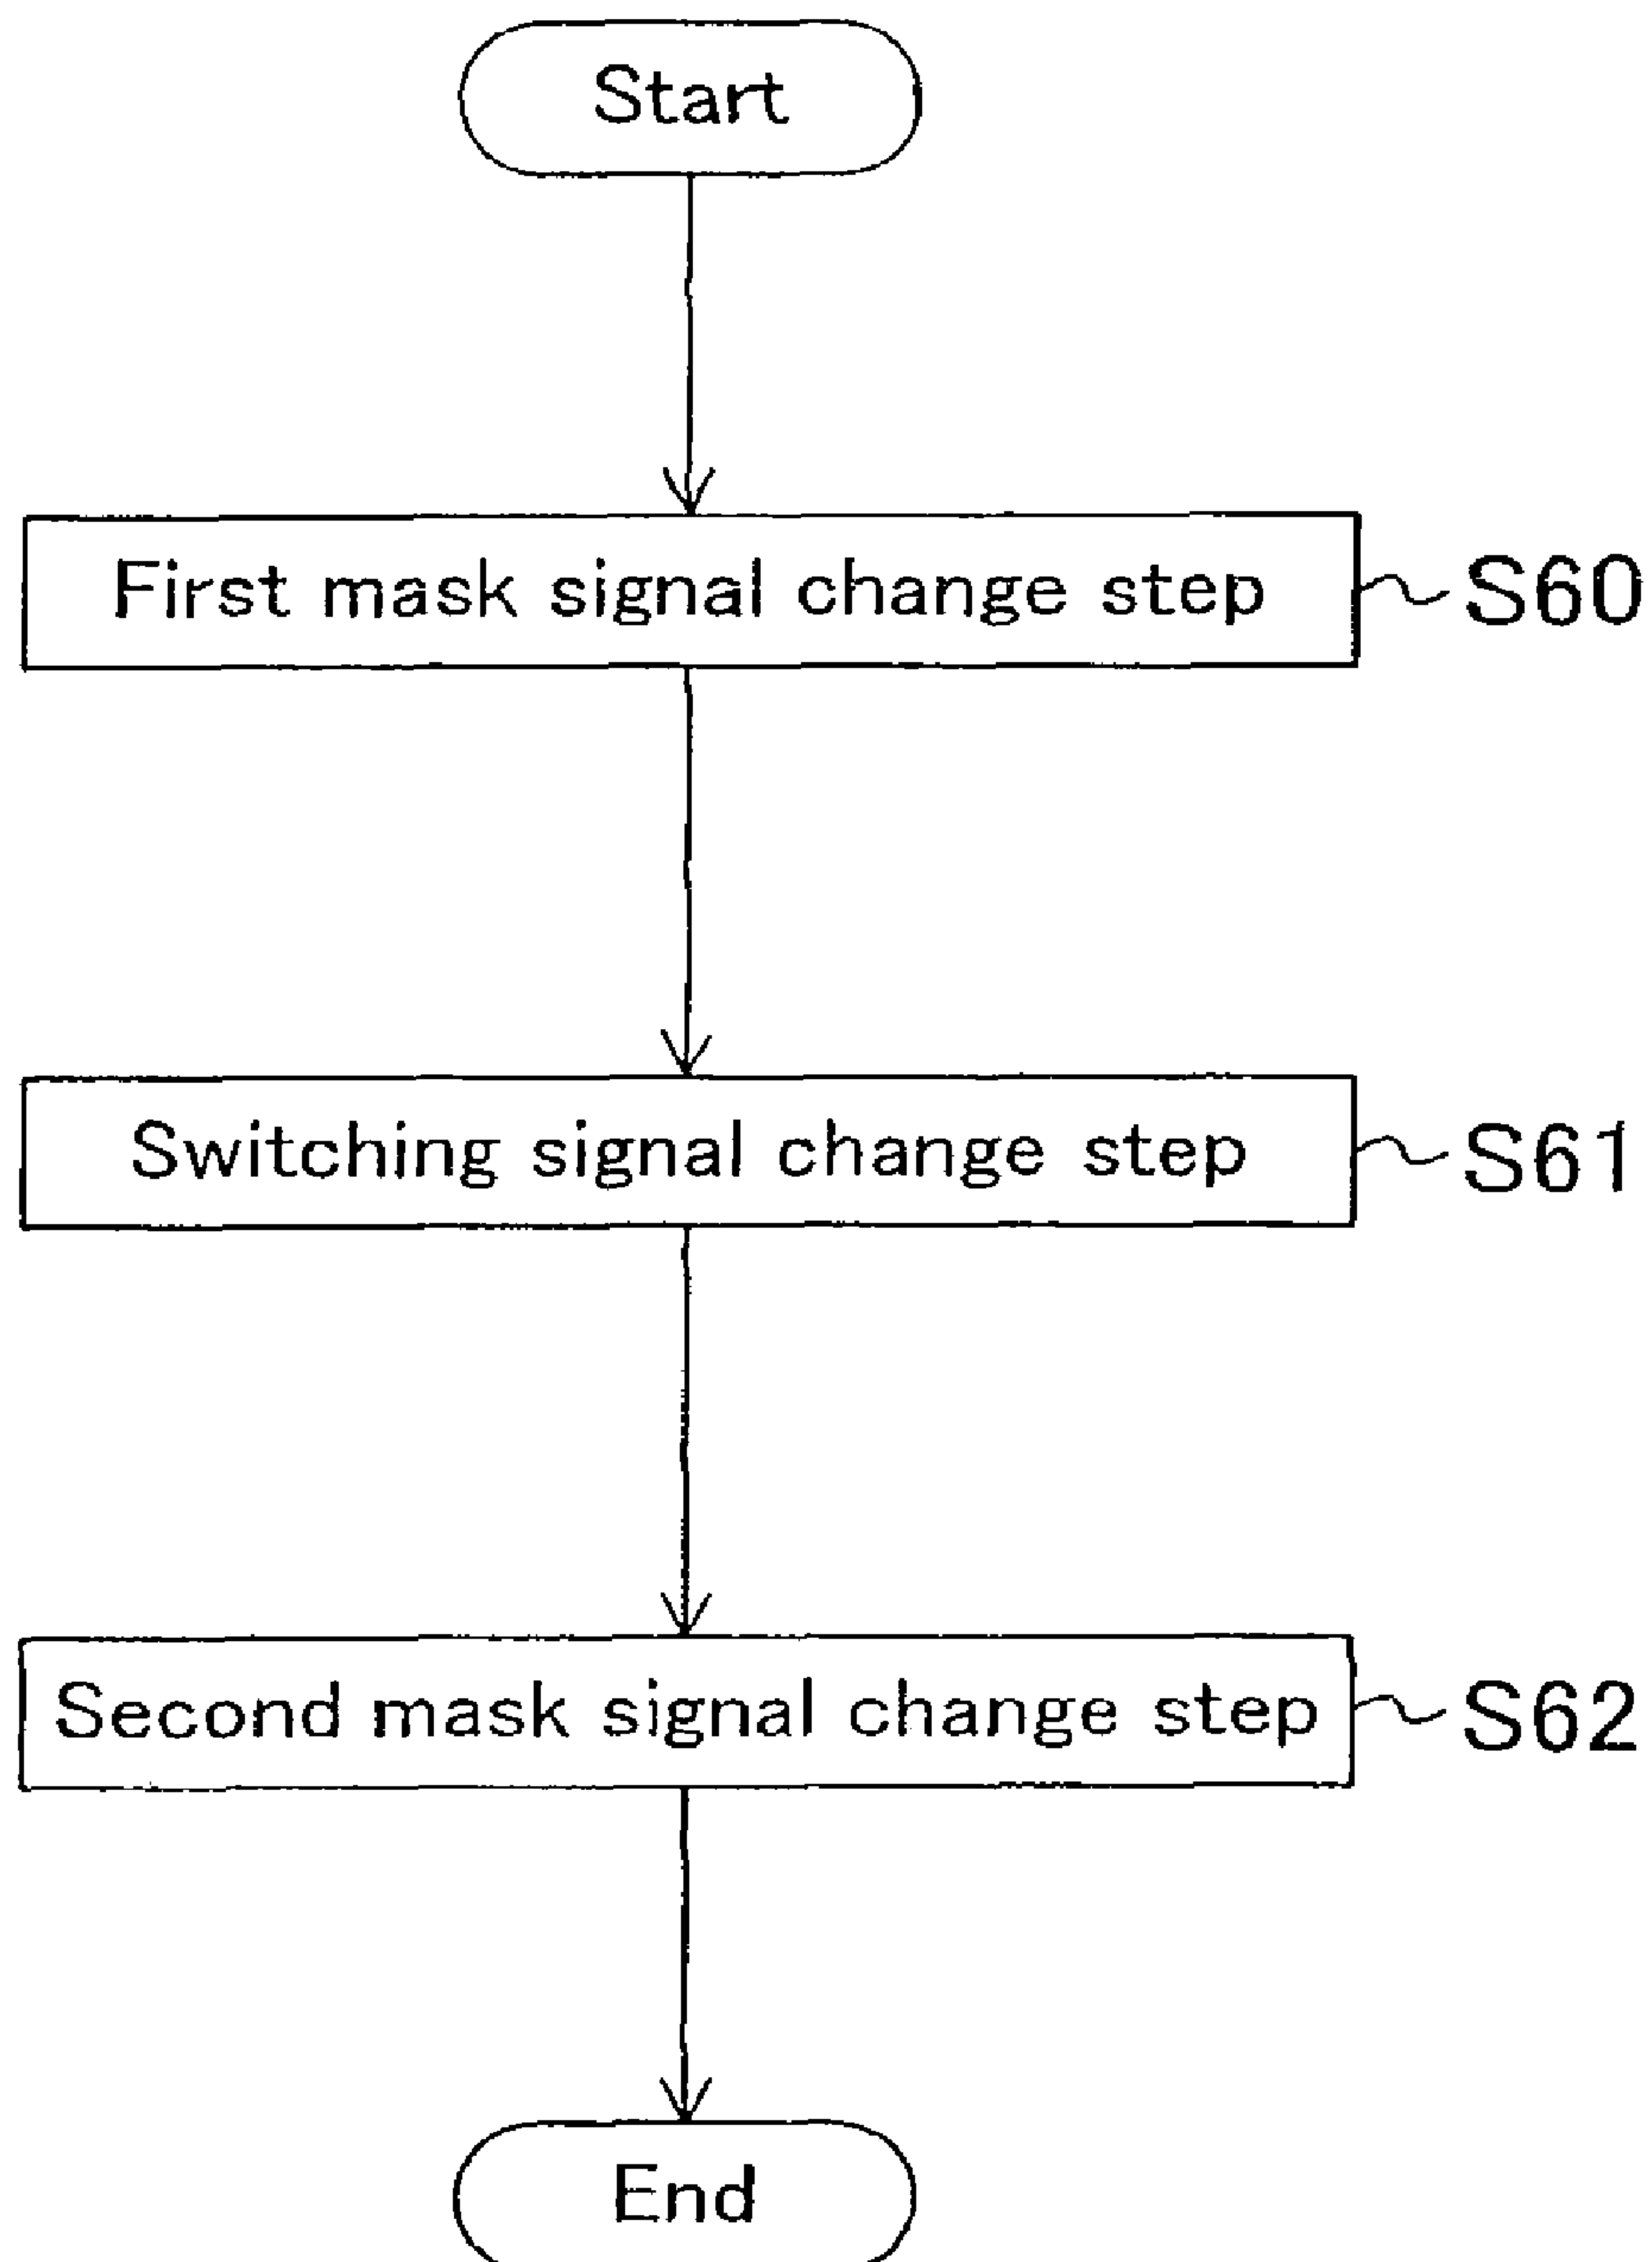 Start
First mask signal change step S60
Switching signal change step S61
Second mask signal change step S62
End